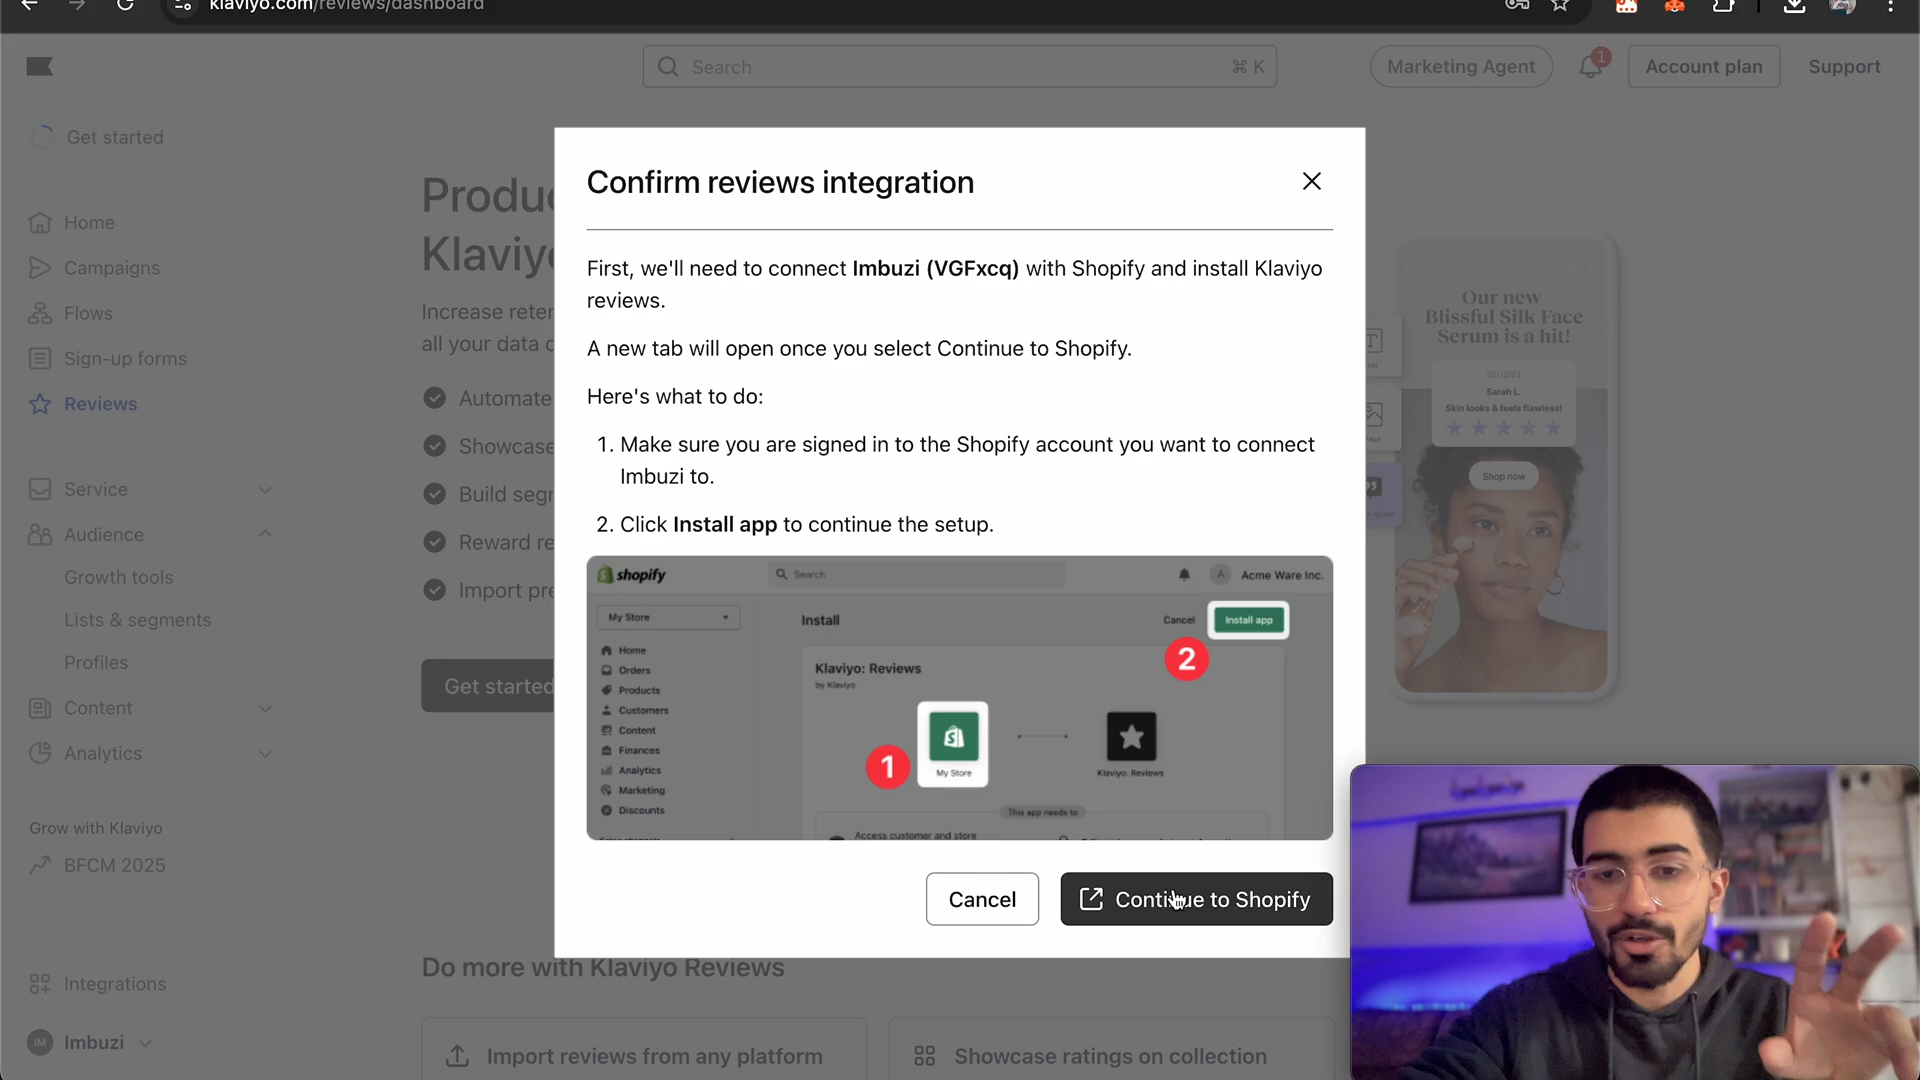 klaviyo.com/reviews/dashboard
Search
⌘ K
Marketing Agent
1
Account plan
Support
Get started
Home
Campaigns
Flows
Sign-up forms
Reviews
Service
Audience
Growth tools
Lists & segments
Profiles
Content
Analytics
Grow with Klaviyo
BFCM 2025
Integrations
IM
Imbuzi
Produ
Klaviyo
Increase reter
all your data
Automate
Showcase
Build seg
Reward re
Import pre
Get started
Confirm reviews integration
First, we'll need to connect Imbuzi (VGFxcq) with Shopify and install Klaviyo
reviews.
A new tab will open once you select Continue to Shopify.
Here's what to do:
1. Make sure you are signed in to the Shopify account you want to connect
Imbuzi to.
2. Click Install app to continue the setup.
shopify
Search
A
Acme Ware Inc.
My Store
Install
Cancel
Install app
Home
Orders
Products
Customers
Content
Finances
Analytics
Marketing
Discounts
Klaviyo: Reviews
by Klaviyo
2
1
My Store
Klaviyo: Reviews
This app needs to
Access customer and store
Cancel
Continue to Shopify
Our new
Blissful Silk Face
Serum is a hit!
Sarah L.
Skin looks & feels flawless!
Shop now
Do more with Klaviyo Reviews
Import reviews from any platform
Showcase ratings on collection